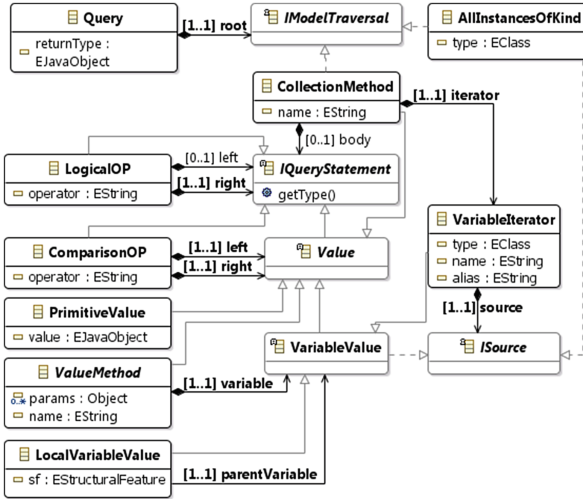 Query
returnType :
EJavaObject
[1..1] root
IModelTraversal
AllInstancesOfKind
type : EClass
CollectionMethod
name : EString
[1..1] iterator
[0..1] body
LogicalOP
operator : EString
[0..1] left
[1..1] right
IQueryStatement
getType()
VariableIterator
type : EClass
name : EString
alias : EString
ComparisonOP
operator : EString
[1..1] left
[1..1] right
Value
PrimitiveValue
value : EJavaObject
[1..1] source
VariableValue
ISource
ValueMethod
params : Object
0..*
name : EString
[1..1] variable
LocalVariableValue
sf : EStructuralFeature
[1..1] parentVariable